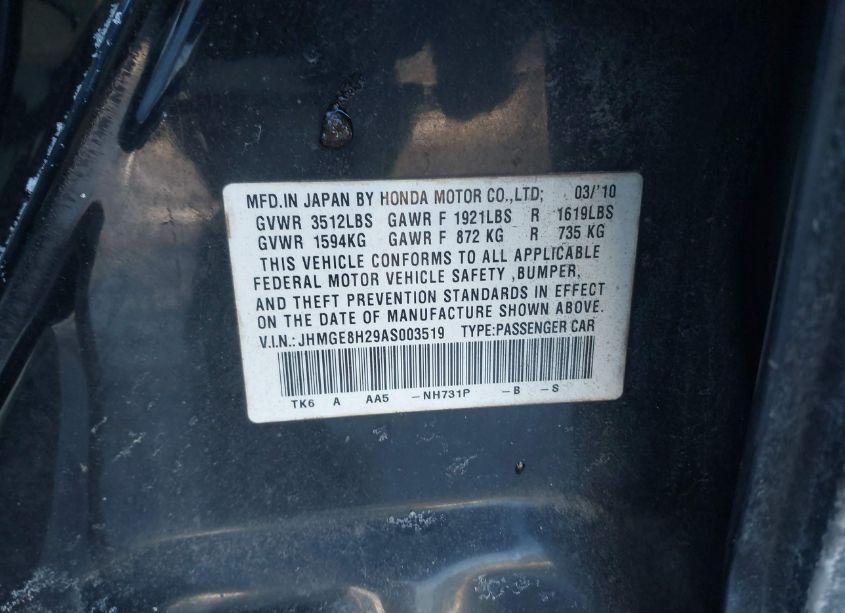 MFD.IN JAPAN BY HONDA MOTOR CO.,LTD; 03/'10
GVWR 3512LBS GAWR F 1921LBS R 1619LBS
GVWR 1594KG GAWR F 872 KG R 735 KG
THIS VEHICLE CONFORMS TO ALL APPLICABLE
FEDERAL MOTOR VEHICLE SAFETY ,BUMPER,
AND THEFT PREVENTION STANDARDS IN EFFECT
ON THE DATE OF MANUFACTURE SHOWN ABOVE.
V.I.N.: JHMGE8H29AS003519 TYPE:PASSENGER CAR
TK6 A AA5 -NH731P -B -S